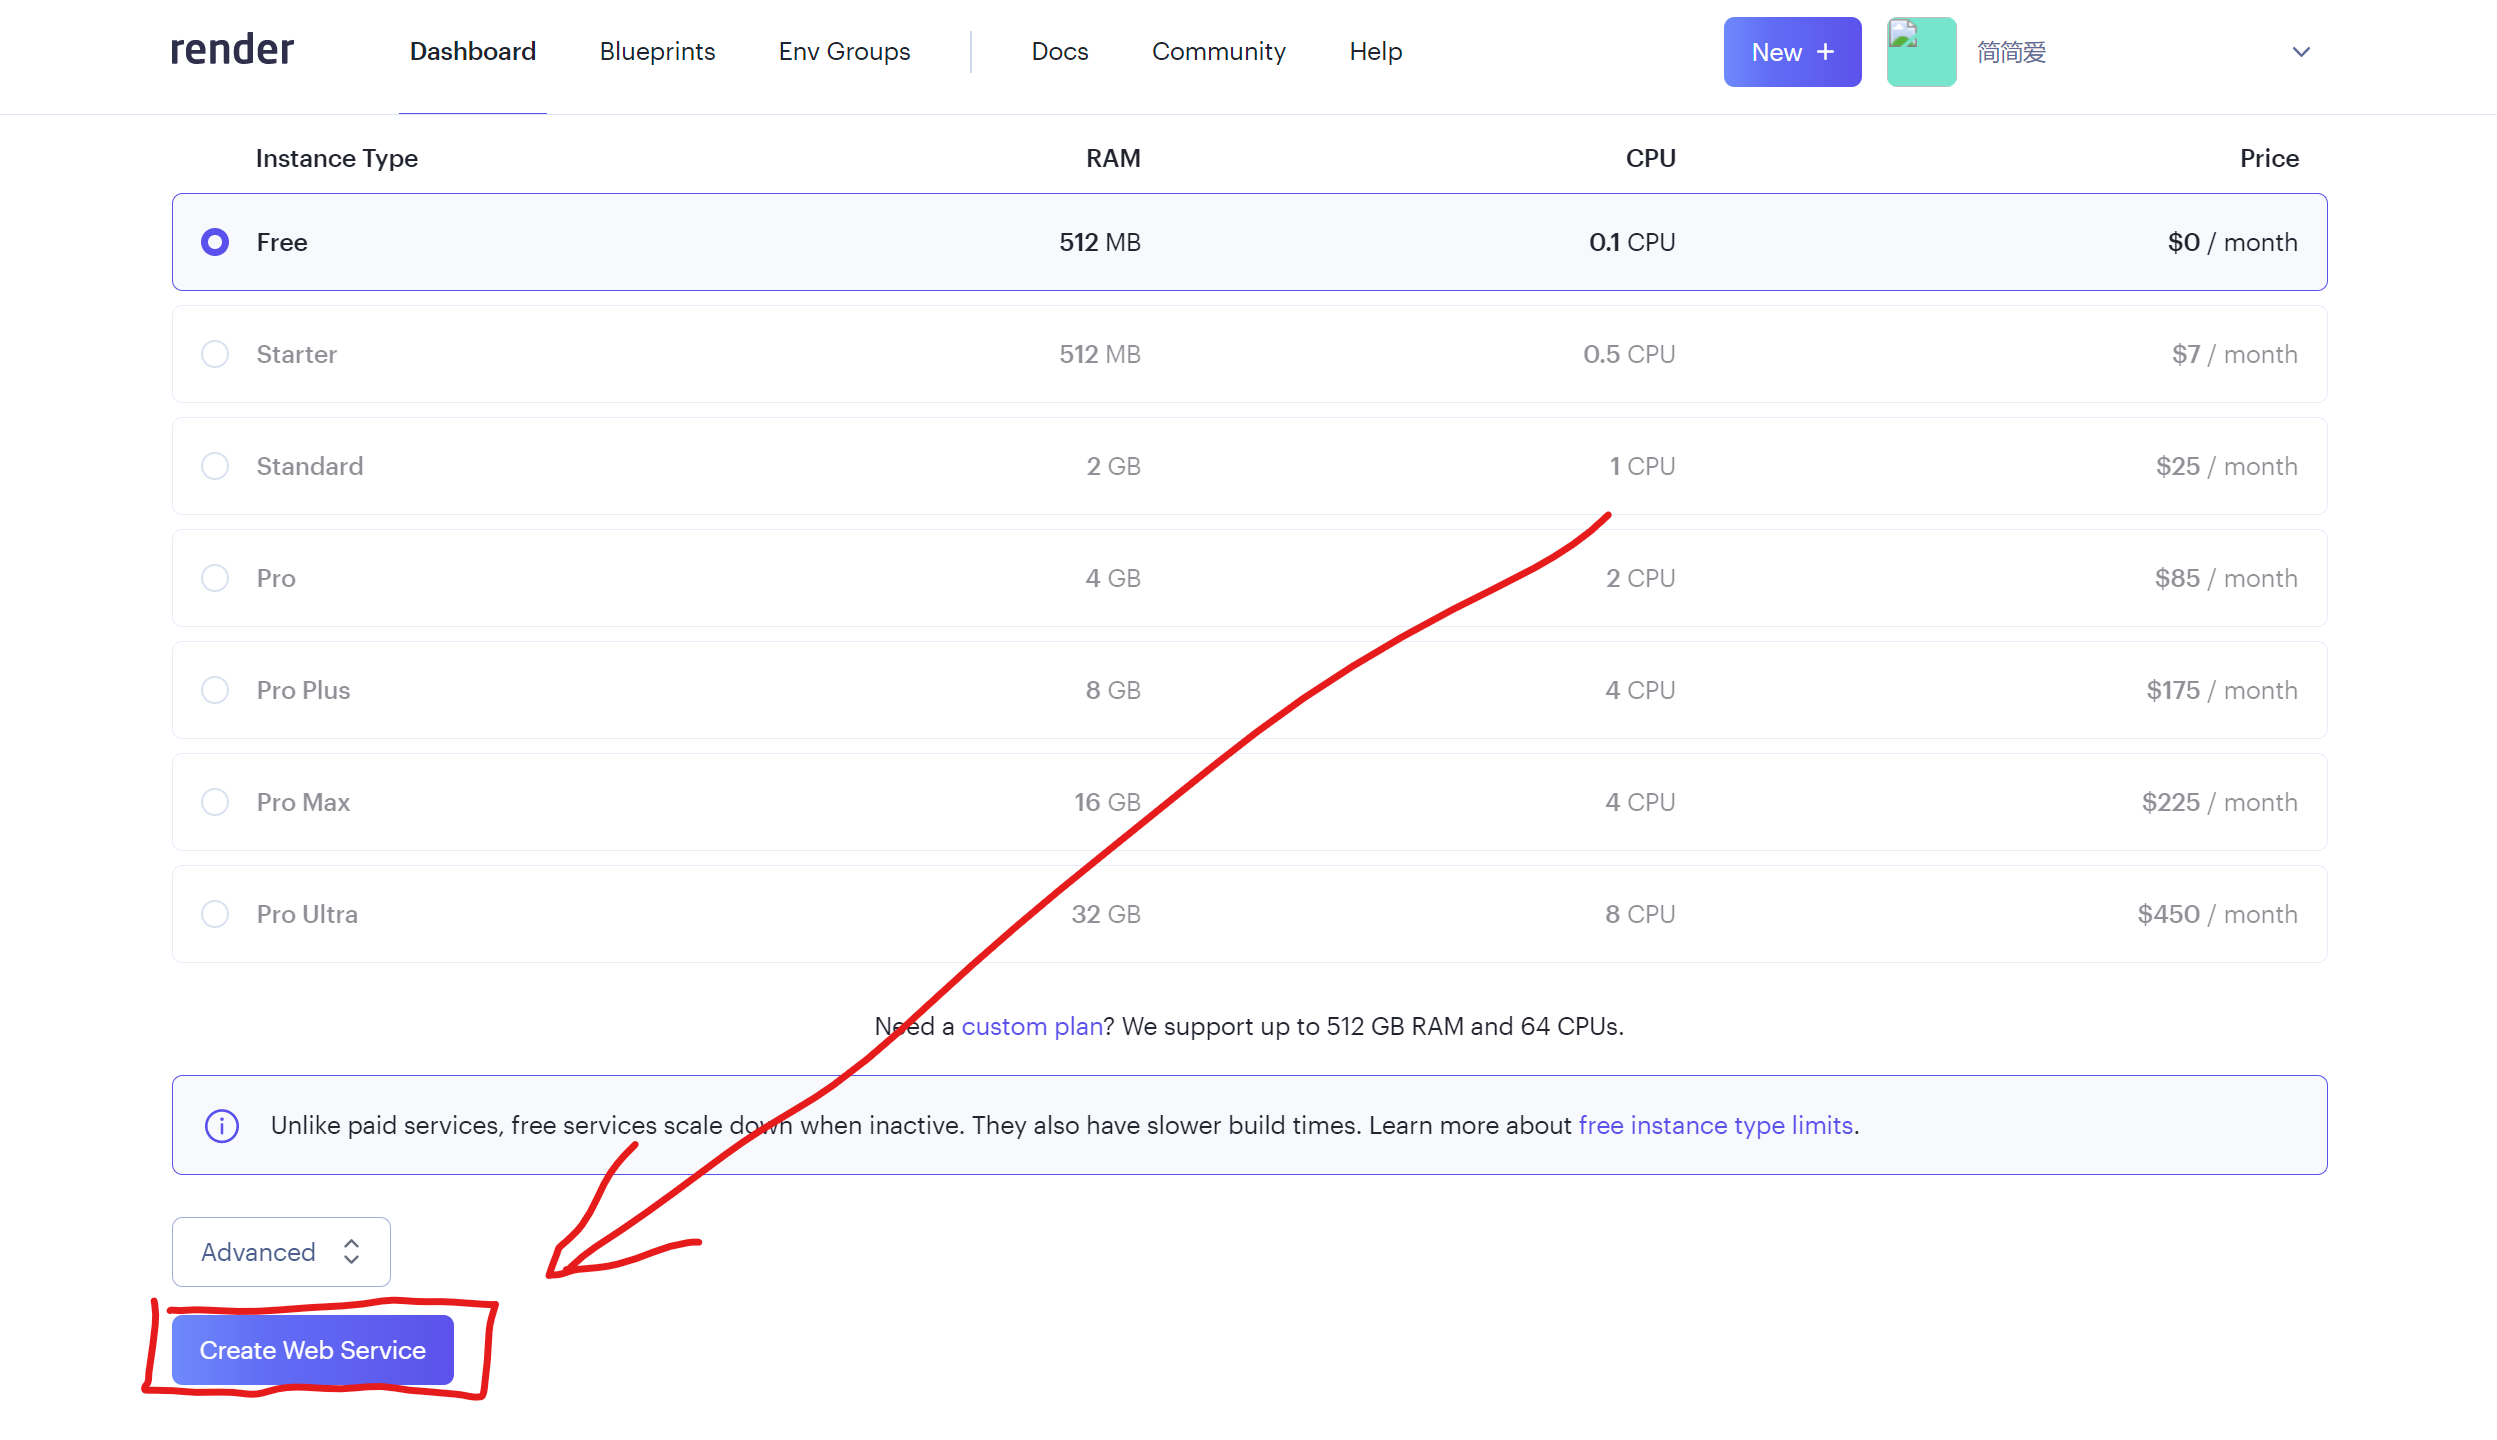 render Dashboard Blueprints Env Groups Docs Community Help New + 简简爱
Instance Type RAM CPU Price
Free 512 MB 0.1 CPU $0 / month
Starter 512 MB 0.5 CPU $7 / month
Standard 2 GB 1 CPU $25 / month
Pro 4 GB 2 CPU $85 / month
Pro Plus 8 GB 4 CPU $175 / month
Pro Max 16 GB 4 CPU $225 / month
Pro Ultra 32 GB 8 CPU $450 / month
Need a custom plan? We support up to 512 GB RAM and 64 CPUs.
Unlike paid services, free services scale down when inactive. They also have slower build times. Learn more about free instance type limits.
Advanced
Create Web Service